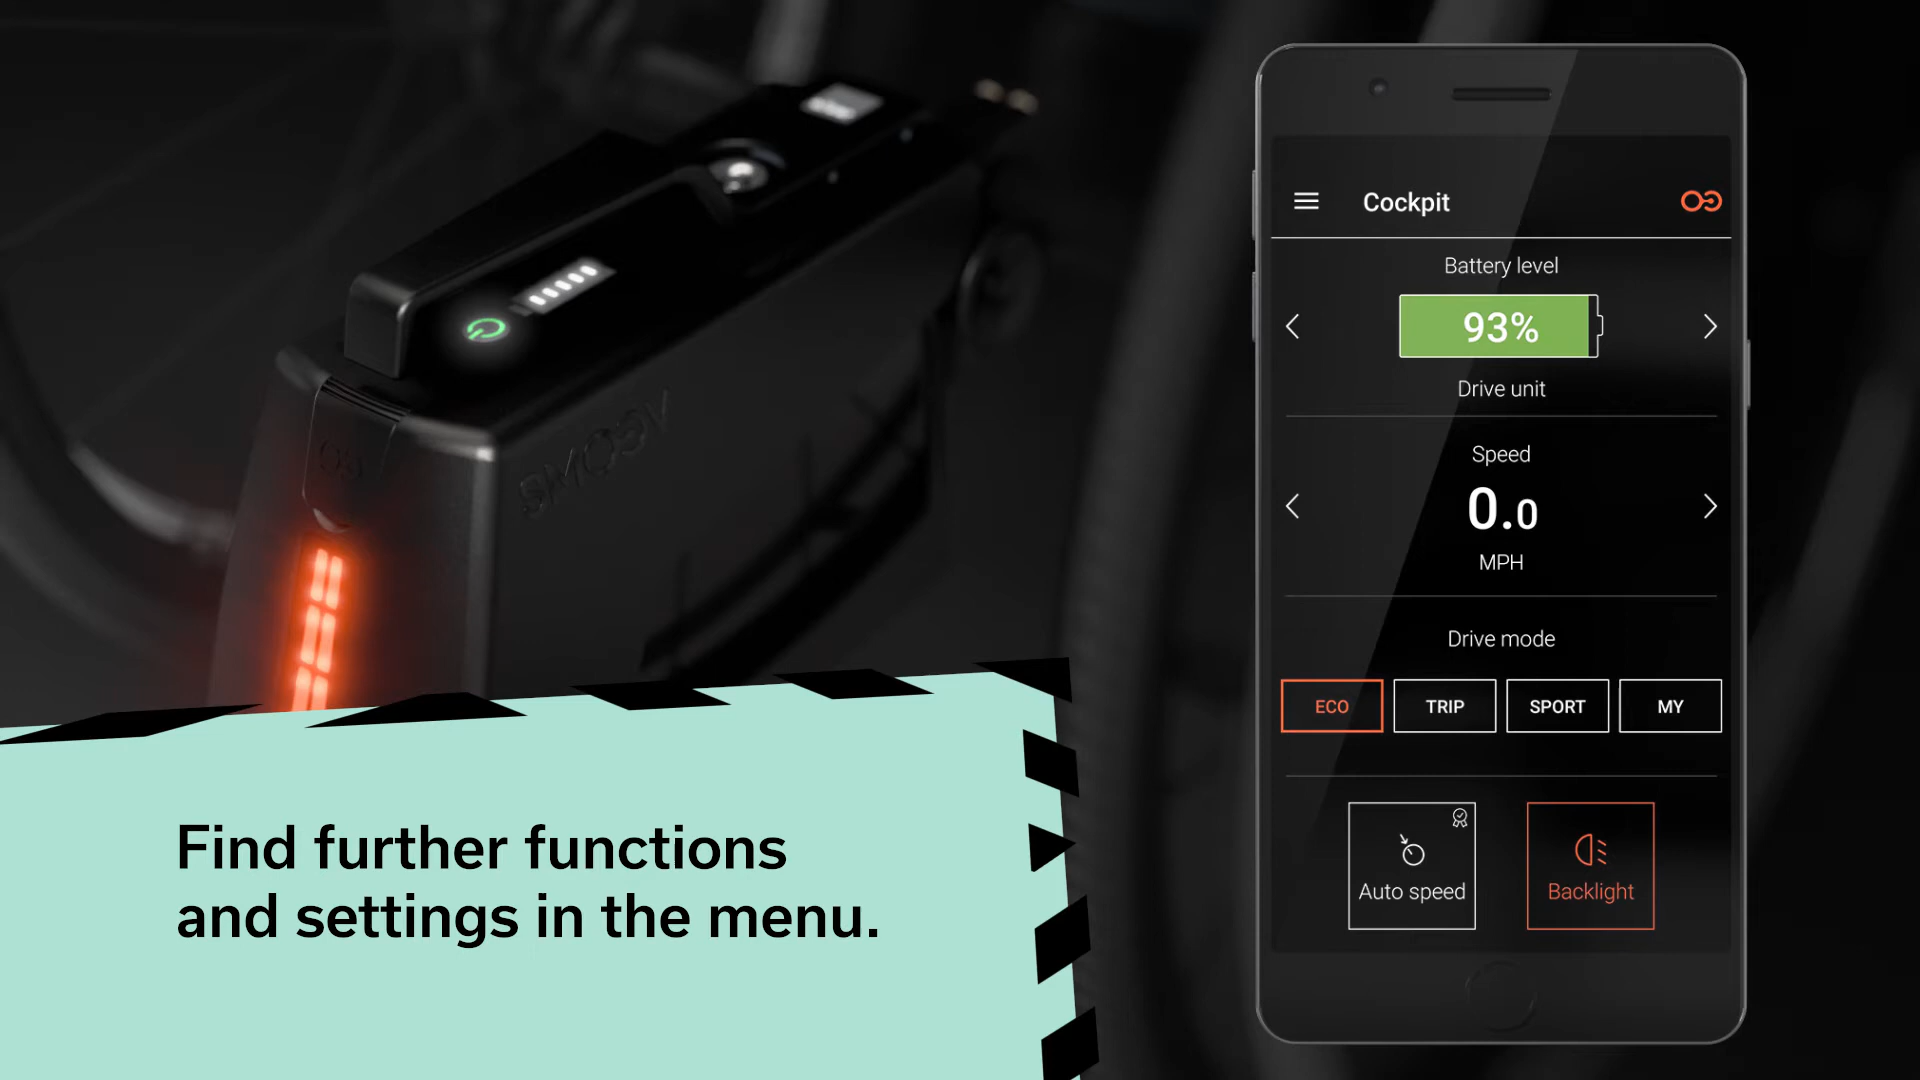 Cockpit
Battery level
93%
Drive unit
Speed
0.0
MPH
Drive mode
ECO TRIP SPORT MY
Auto speed Backlight
Find further functions
and settings in the menu.